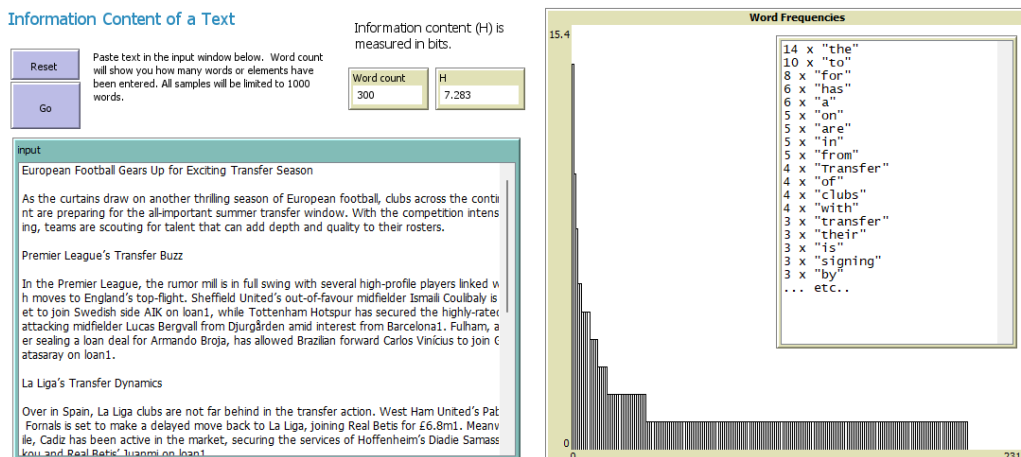 Information Content of a Text
Reset
Go
Paste text in the input window below. Word count
will show you how many words or elements have
been entered. All samples will be limited to 1000
words.
Information content (H) is
measured in bits.
Word count
300
H
7.283
input
European Football Gears Up for Exciting Transfer Season
As the curtains draw on another thrilling season of European football, clubs across the conti
nt are preparing for the all-important summer transfer window. With the competition intens
ing, teams are scouting for talent that can add depth and quality to their rosters.
Premier League's Transfer Buzz
In the Premier League, the rumor mill is in full swing with several high-profile players linked w
h moves to England's top-flight. Sheffield United's out-of-favour midfielder Ismaili Coulibaly is
et to join Swedish side AIK on loan1, while Tottenham Hotspur has secured the highly-rated
attacking midfielder Lucas Bergvall from Djurgården amid interest from Barcelona1. Fulham, a
er sealing a loan deal for Armando Broja, has allowed Brazilian forward Carlos Vinícius to join G
atasaray on loan1.
La Liga's Transfer Dynamics
Over in Spain, La Liga clubs are not far behind in the transfer action. West Ham United's Pab
Fornals is set to make a delayed move back to La Liga, joining Real Betis for £6.8m1. Meanw
ile, Cadiz has been active in the market, securing the services of Hoffenheim's Diadie Samass
kou and Real Betis' Juanmi on loan1
Word Frequencies
15.4
0
0
231
14 x "the"
10 x "to"
8 x "for"
6 x "has"
6 x "a"
5 x "on"
5 x "are"
5 x "in"
5 x "from"
4 x "Transfer"
4 x "of"
4 x "clubs"
4 x "with"
3 x "transfer"
3 x "their"
3 x "is"
3 x "signing"
3 x "by"
... etc..